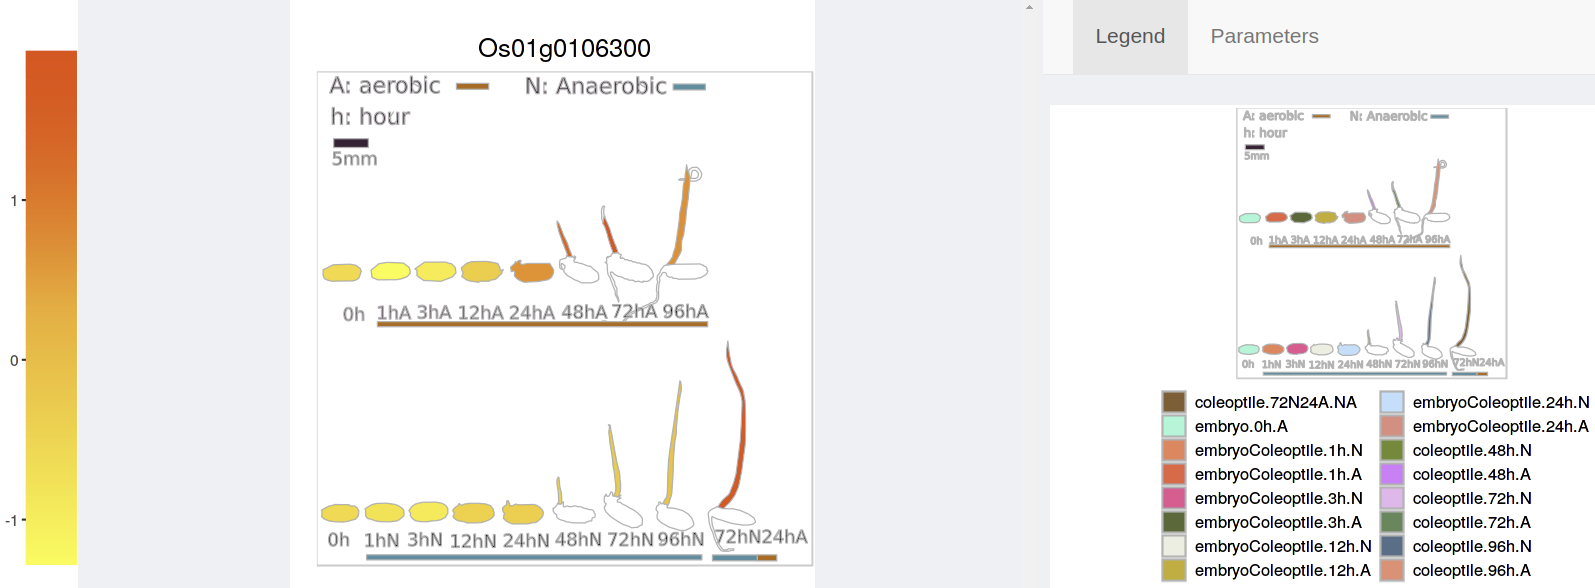 1
0
-1
Os01g0106300
A: aerobic N: Anaerobic
h: hour
5mm
0h 1hA 3hA 12hA 24hA 48hA 72hA 96hA
0h 1hN 3hN 12hN 24hN 48hN 72hN 96hN 72hN24hA
Legend Parameters
A: aerobic N: Anaerobic
h: hour
5mm
0h 1hA 3hA 12hA 24hA 48hA 72hA 96hA
0h 1hN 3hN 12hN 24hN 48hN 72hN 96hN 72hN24hA
coleoptile.72N24A.NA embryoColeoptile.24h.N
embryo.0h.A embryoColeoptile.24h.A
embryoColeoptile.1h.N coleoptile.48h.N
embryoColeoptile.1h.A coleoptile.48h.A
embryoColeoptile.3h.N coleoptile.72h.N
embryoColeoptile.3h.A coleoptile.72h.A
embryoColeoptile.12h.N coleoptile.96h.N
embryoColeoptile.12h.A coleoptile.96h.A